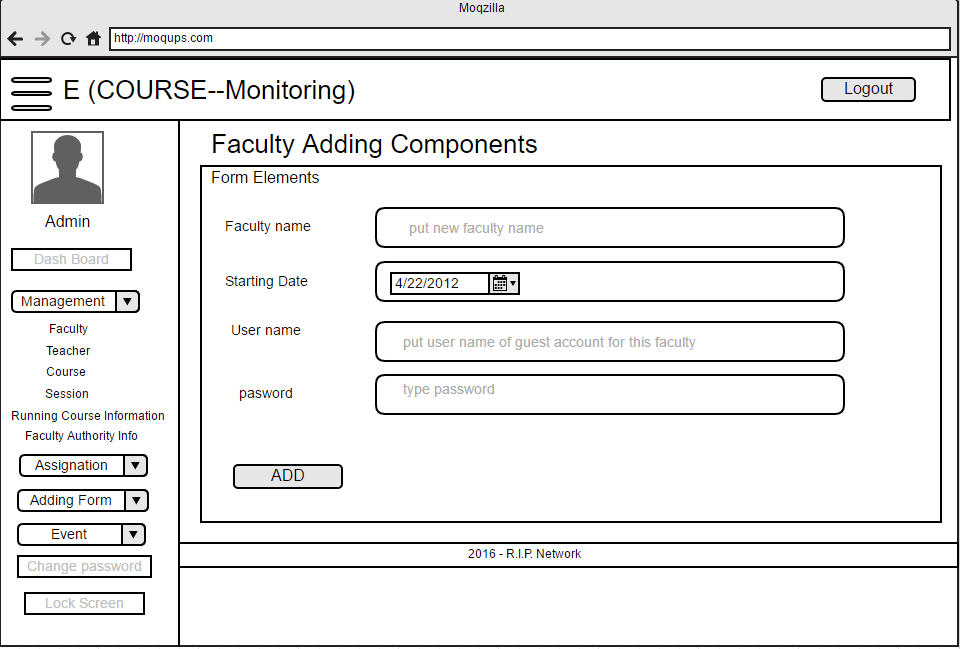 Moqzilla
http://moqups.com
E (COURSE--Monitoring)
Logout
Admin
Dash Board
Management
Faculty
Teacher
Course
Session
Running Course Information
Faculty Authority Info
Assignation
Adding Form
Event
Change password
Lock Screen
Faculty Adding Components
Form Elements
Faculty name
put new faculty name
Starting Date
4/22/2012
User name
put user name of guest account for this faculty
pasword
type password
ADD
2016 - R.I.P. Network